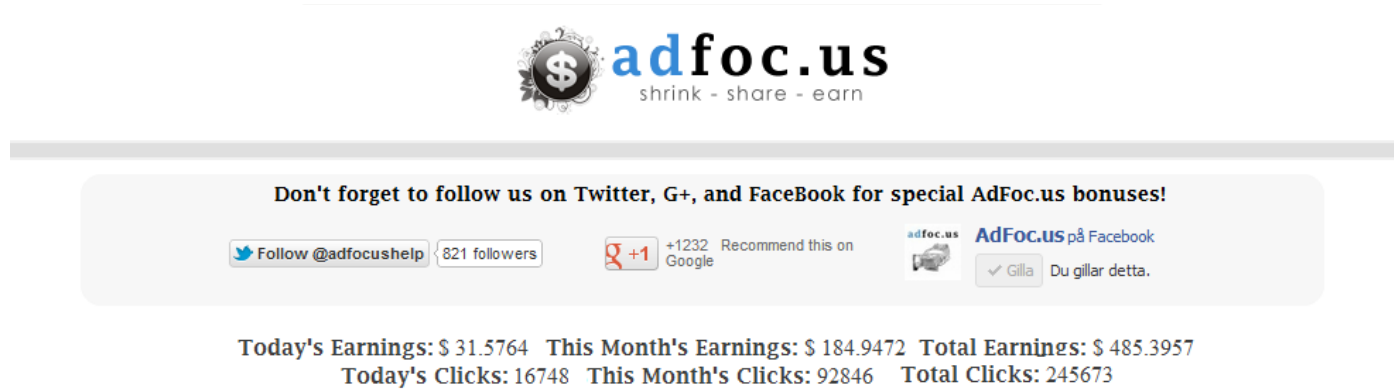 adfoc.us
shrink - share - earn
Don't forget to follow us on Twitter, G+, and FaceBook for special AdFoc.us bonuses!
Follow @adfocushelp 821 followers
g +1 +1232 Recommend this on Google
adfoc.us
AdFoc.us på Facebook
Gilla Du gillar detta.
Today's Earnings: $ 31.5764 This Month's Earnings: $ 184.9472 Total Earnings: $ 485.3957
Today's Clicks: 16748 This Month's Clicks: 92846 Total Clicks: 245673